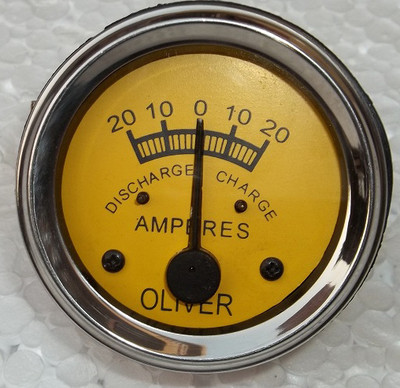 20 10 0 10 20
DISCHARGE CHARGE
AMPERES
OLIVER